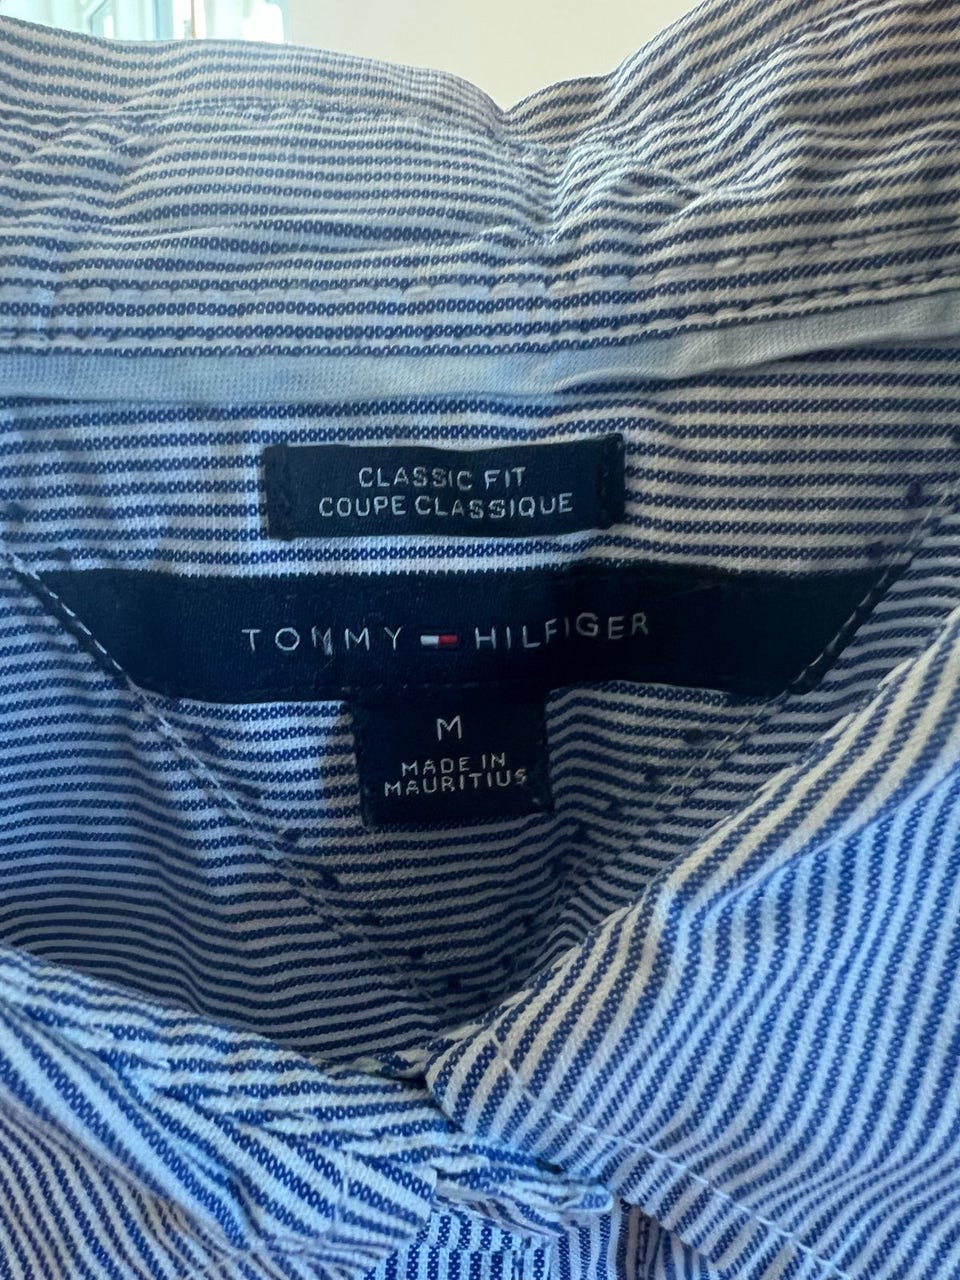 CLASSIC FIT
COUPE CLASSIQUE
TOMMY HILFIGER
M
MADE IN
MAURITIUS